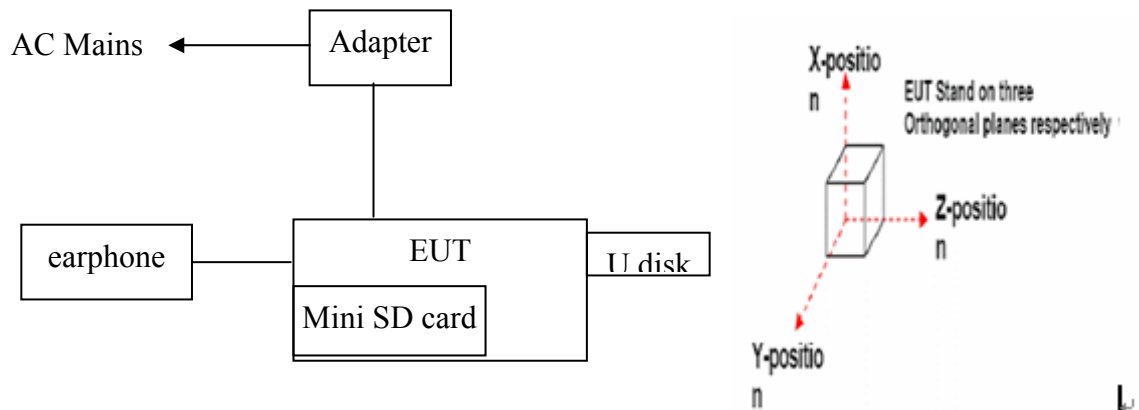 AC Mains
Adapter
earphone
EUT
U disk
Mini SD card
X-positio
n
EUT Stand on three
Orthogonal planes respectively
Z-positio
n
Y-positio
n